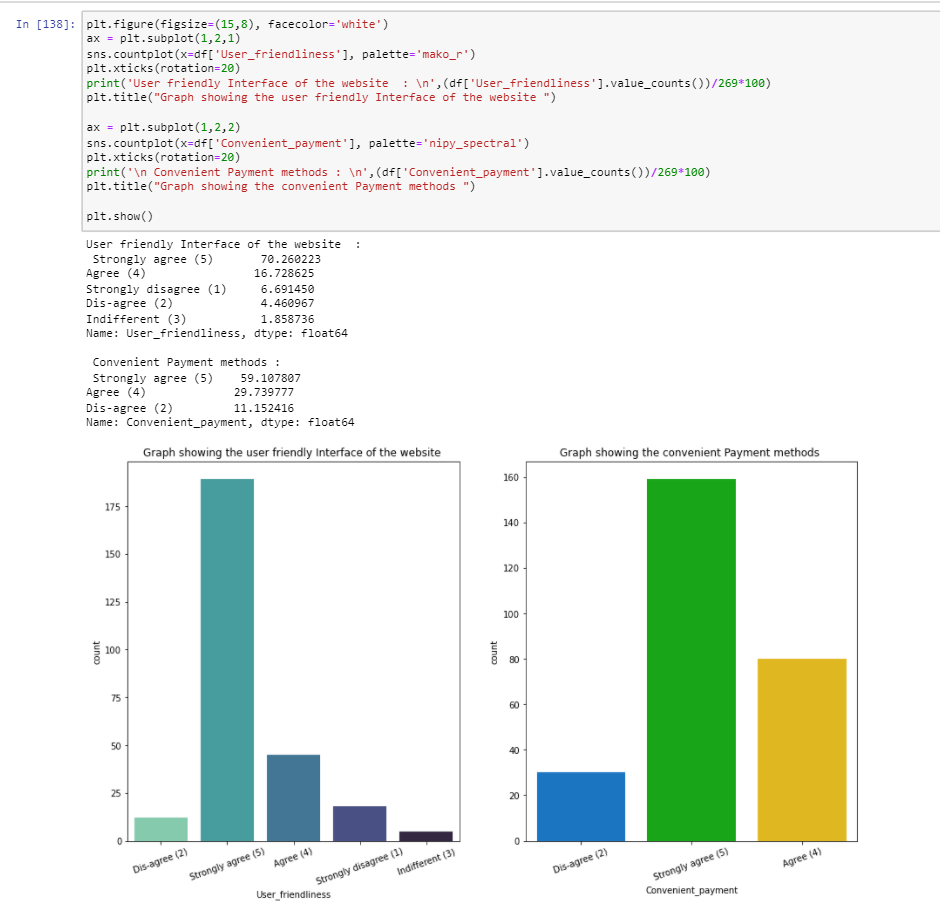 In [138]: plt.figure(figsize=(15,8), facecolor='white')
ax = plt.subplot(1,2,1)
sns.countplot(x=df['User_friendliness'], palette='mako_r')
plt.xticks(rotation=20)
print('User friendly Interface of the website  : \n',(df['User_friendliness'].value_counts())/269*100)
plt.title("Graph showing the user friendly Interface of the website ")
ax = plt.subplot(1,2,2)
sns.countplot(x=df['Convenient_payment'], palette='nipy_spectral')
plt.xticks(rotation=20)
print('\n Convenient Payment methods : \n',(df['Convenient_payment'].value_counts())/269*100)
plt.title("Graph showing the convenient Payment methods ")
plt.show()
User friendly Interface of the website  :
Strongly agree (5)       70.260223
Agree (4)                16.728625
Strongly disagree (1)     6.691450
Dis-agree (2)             4.460967
Indifferent (3)           1.858736
Name: User_friendliness, dtype: float64
Convenient Payment methods :
Strongly agree (5)    59.107807
Agree (4)             29.739777
Dis-agree (2)         11.152416
Name: Convenient_payment, dtype: float64
Graph showing the user friendly Interface of the website
175
150
125
100
75
50
25
0
count
Dis-agree (2)
Strongly agree (5)
Agree (4)
Strongly disagree (1)
Indifferent (3)
User_friendliness
Graph showing the convenient Payment methods
160
140
120
100
80
60
40
20
0
count
Dis-agree (2)
Strongly agree (5)
Agree (4)
Convenient_payment